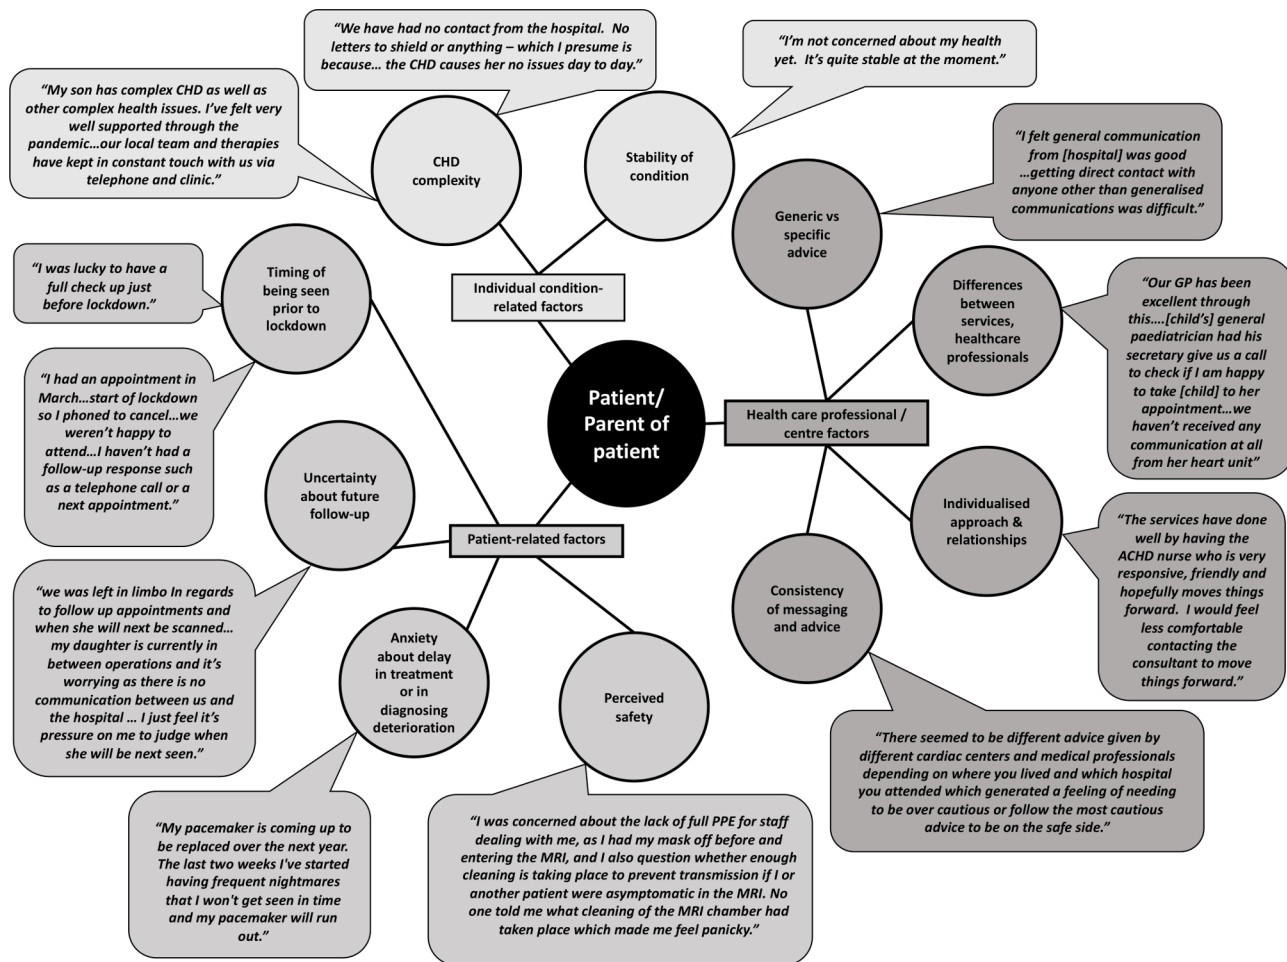 “We have had no contact from the hospital.  No
letters to shield or anything – which I presume is
because… the CHD causes her no issues day to day.”
“I’m not concerned about my health
yet.  It’s quite stable at the moment.”
“My son has complex CHD as well as
other complex health issues. I’ve felt very
well supported through the
pandemic…our local team and therapies
have kept in constant touch with us via
telephone and clinic.”
CHD
complexity
Stability of
condition
“I felt general communication
from [hospital] was good
…getting direct contact with
anyone other than generalised
communications was difficult.”
Generic vs
specific
advice
“I was lucky to have a
full check up just
before lockdown.”
Timing of
being seen
prior to
lockdown
Individual condition-
related factors
Differences
between
services,
healthcare
professionals
“Our GP has been
excellent through
this….[child’s] general
paediatrician had his
secretary give us a call
to check if I am happy
to take [child] to her
appointment…we
haven’t received any
communication at all
from her heart unit”
“I had an appointment in
March…start of lockdown
so I phoned to cancel…we
weren’t happy to
attend…I haven’t had a
follow-up response such
as a telephone call or a
next appointment.”
Patient/
Parent of
patient
Health care professional /
centre factors
Uncertainty
about future
follow-up
Patient-related factors
Individualised
approach &
relationships
“The services have done
well by having the
ACHD nurse who is very
responsive, friendly and
hopefully moves things
forward.  I would feel
less comfortable
contacting the
consultant to move
things forward.”
“we was left in limbo In regards
to follow up appointments and
when she will next be scanned…
my daughter is currently in
between operations and it’s
worrying as there is no
communication between us and
the hospital … I just feel it’s
pressure on me to judge when
she will be next seen.”
Anxiety
about delay
in treatment
or in
diagnosing
deterioration
Perceived
safety
Consistency
of messaging
and advice
“There seemed to be different advice given by
different cardiac centers and medical professionals
depending on where you lived and which hospital
you attended which generated a feeling of needing
to be over cautious or follow the most cautious
advice to be on the safe side.”
“My pacemaker is coming up to
be replaced over the next year.
The last two weeks I've started
having frequent nightmares
that I won't get seen in time
and my pacemaker will run
out.”
“I was concerned about the lack of full PPE for staff
dealing with me, as I had my mask off before and
entering the MRI, and I also question whether enough
cleaning is taking place to prevent transmission if I or
another patient were asymptomatic in the MRI. No
one told me what cleaning of the MRI chamber had
taken place which made me feel panicky.”